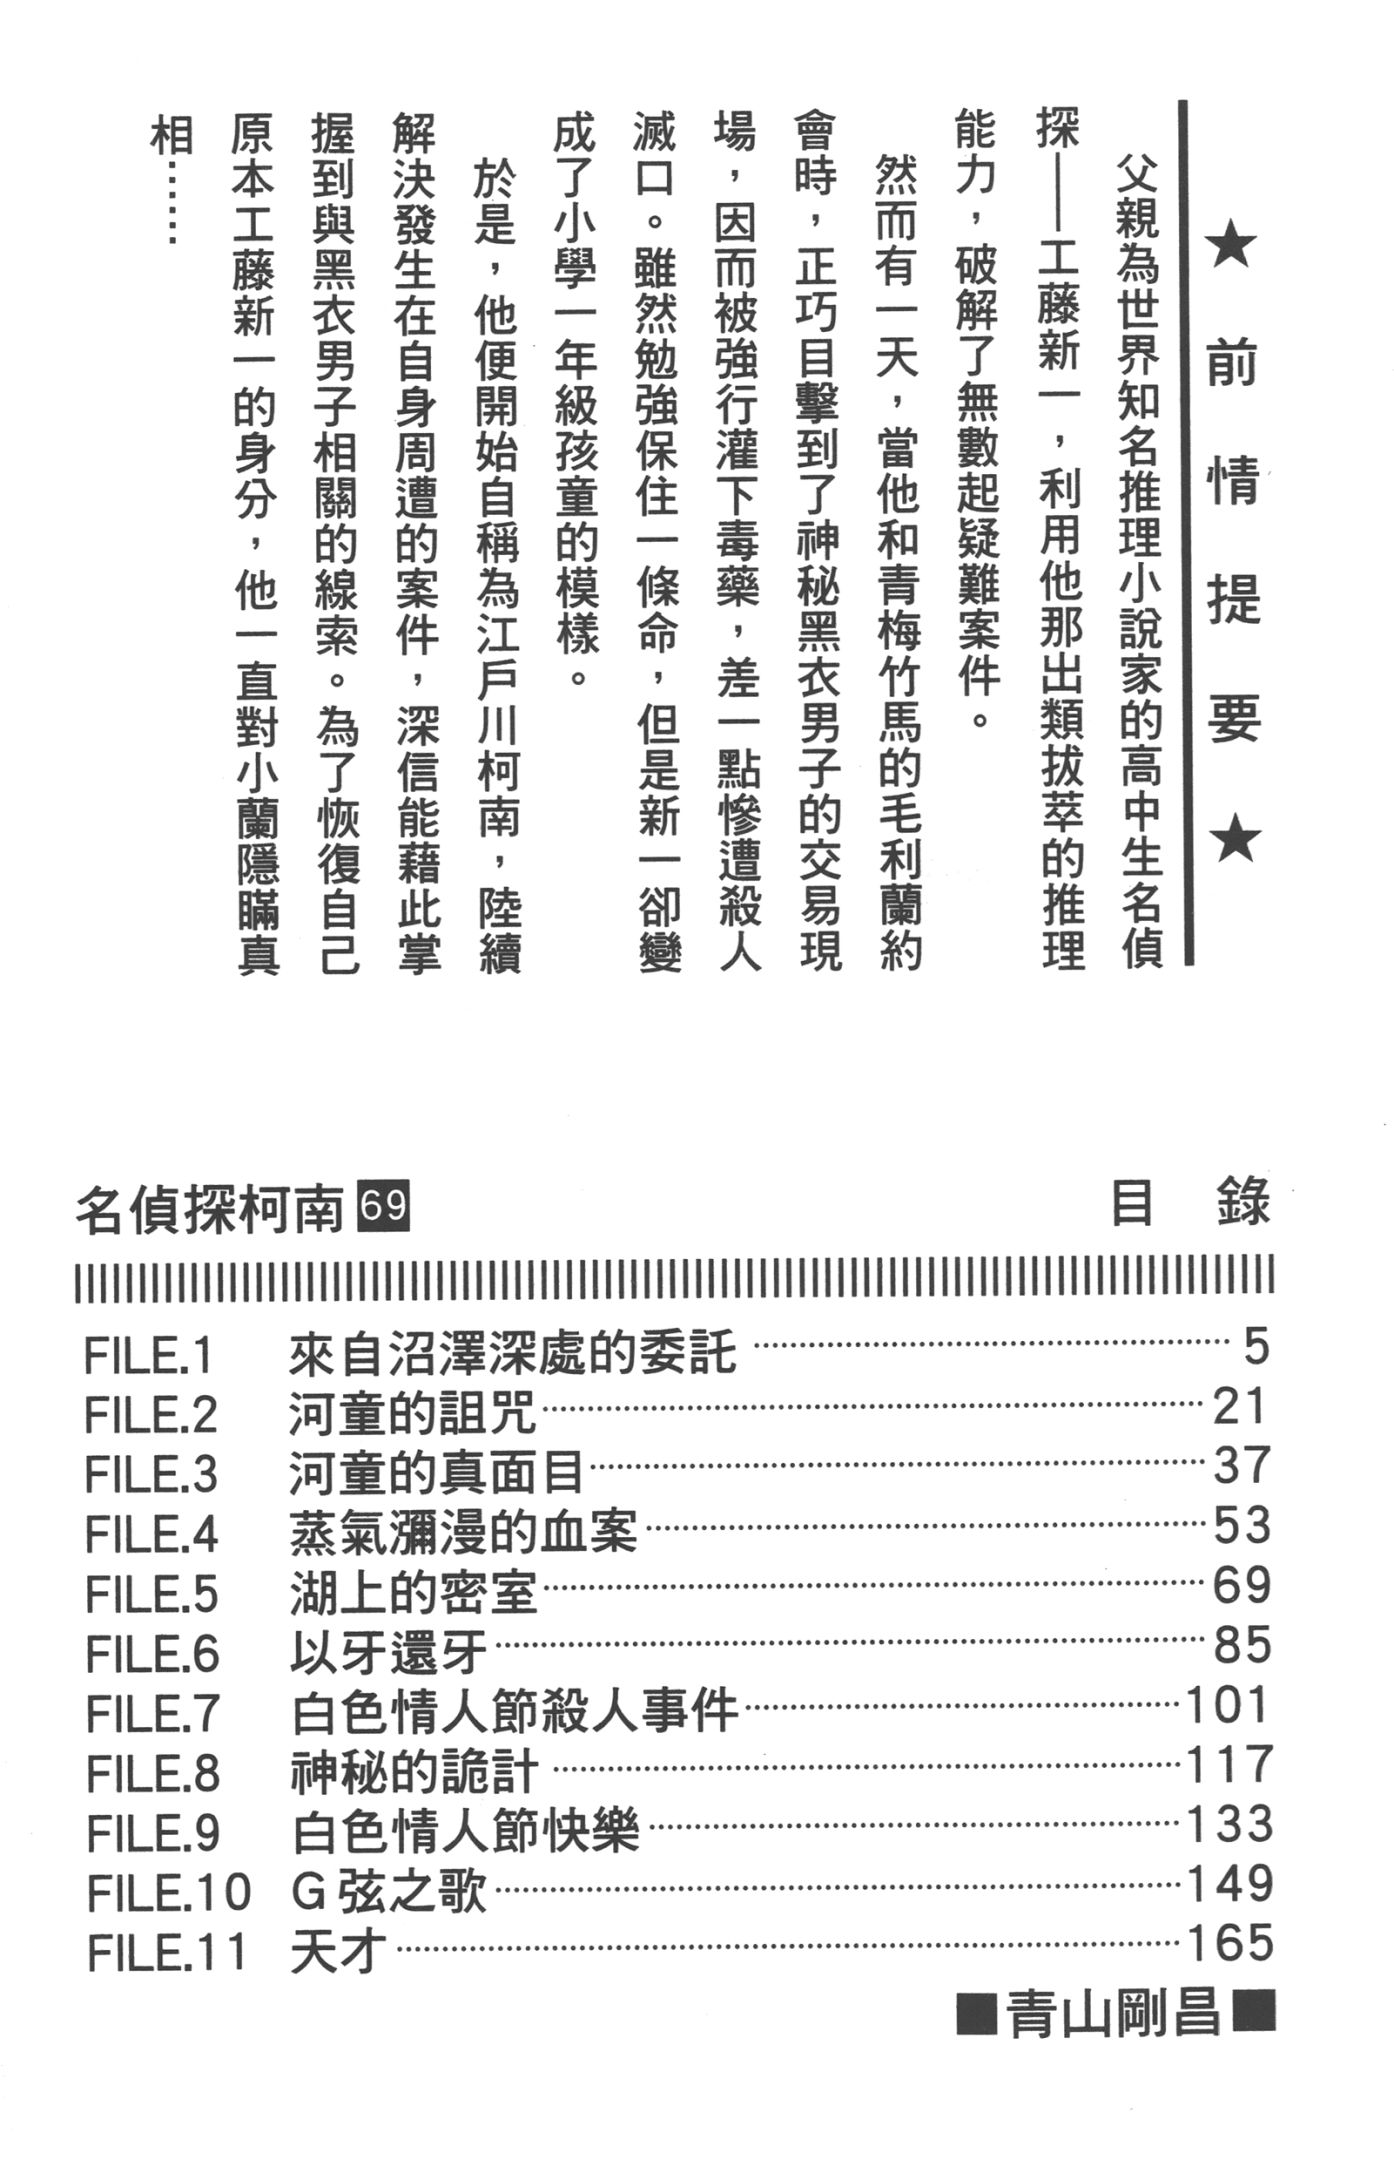 ★前情提要★
父親為世界知名推理小說家的高中生名偵
探——工藤新一，利用他那出類拔萃的推理
能力，破解了無數起疑難案件。
然而有一天，當他和青梅竹馬的毛利蘭約
會時，正巧目擊到了神秘黑衣男子的交易現
場，因而被強行灌下毒藥，差一點慘遭殺人
滅口。雖然勉強保住一條命，但是新一卻變
成了小學一年級孩童的模樣。
於是，他便開始自稱為江戶川柯南，陸續
解決發生在自身周遭的案件，深信能藉此掌
握到與黑衣男子相關的線索。為了恢復自己
原本工藤新一的身分，他一直對小蘭隱瞞真
相……
名偵探柯南69 目 錄
FILE.1 來自沼澤深處的委託……5
FILE.2 河童的詛咒……21
FILE.3 河童的真面目……37
FILE.4 蒸氣瀰漫的血案……53
FILE.5 湖上的密室……69
FILE.6 以牙還牙……85
FILE.7 白色情人節殺人事件……101
FILE.8 神秘的詭計……117
FILE.9 白色情人節快樂……133
FILE.10 G弦之歌……149
FILE.11 天才……165
■青山剛昌■